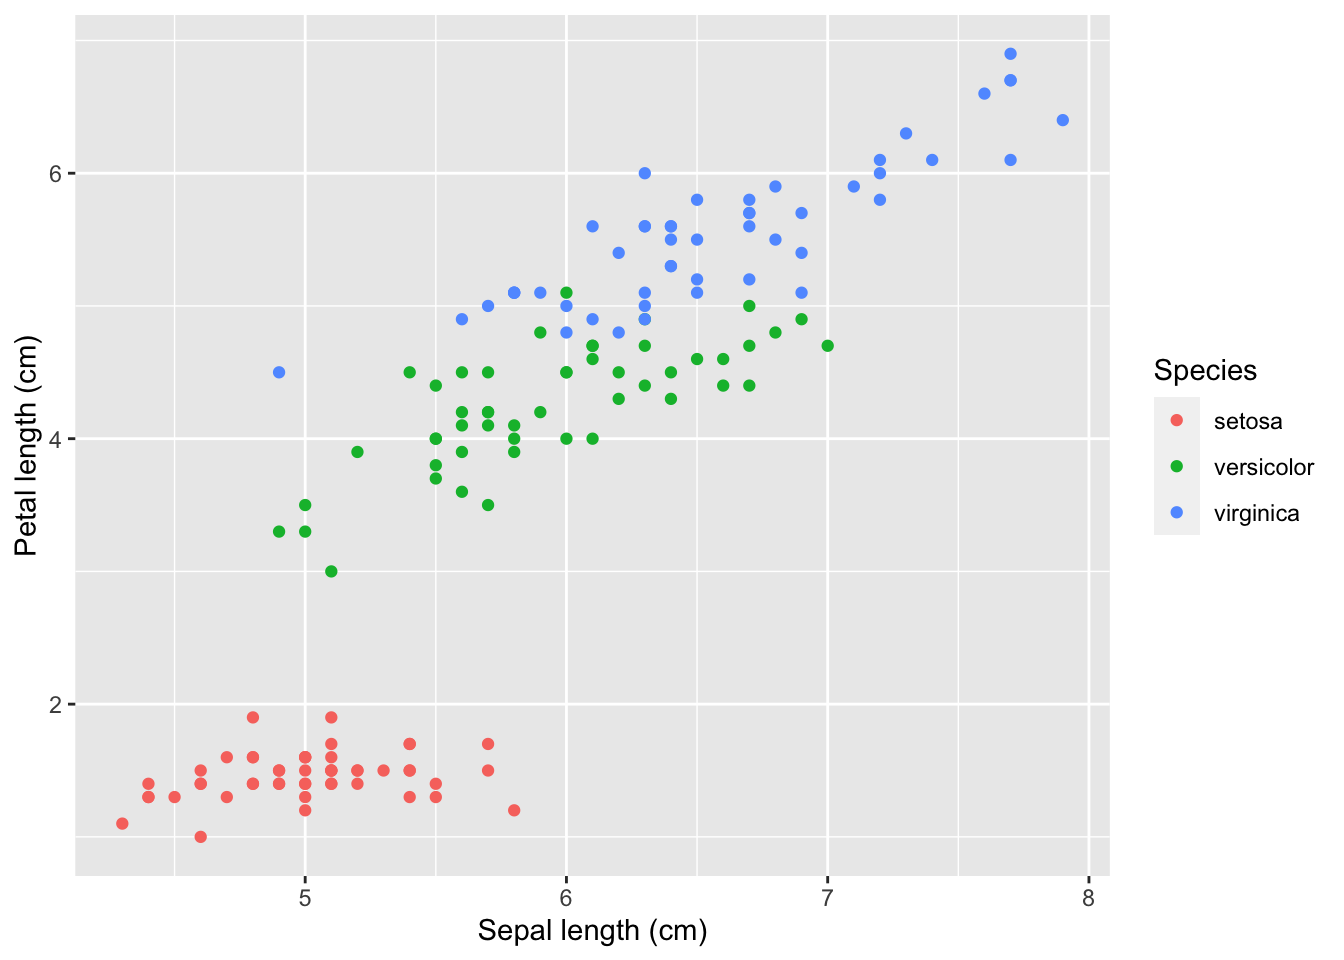 Petal length (cm)
6
4
2
5 6 7 8
Sepal length (cm)
Species
setosa
versicolor
virginica